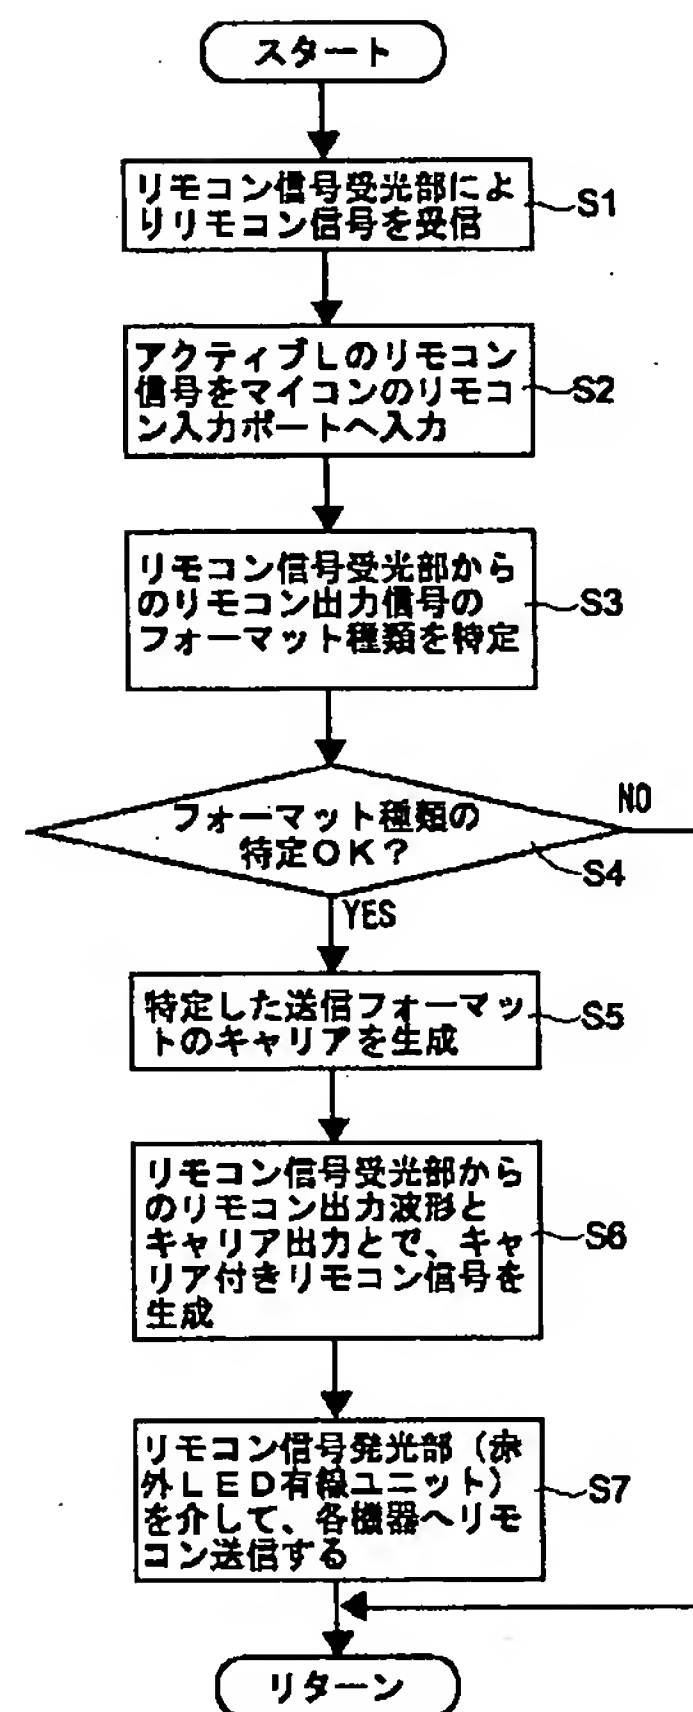 スタート
リモコン信号受光部によ
りリモコン信号を受信
S1
アクティブLのリモコン
信号をマイコンのリモコ
ン入力ポートへ入力
S2
リモコン信号受光部から
のリモコン出力信号の
フォーマット種類を特定
S3
フォーマット種類の
特定OK?
NO
S4
YES
特定した送信フォーマッ
トのキャリアを生成
S5
リモコン信号受光部から
のリモコン出力波形と
キャリア出力とで、キャ
リア付きリモコン信号を
生成
S6
リモコン信号発光部（赤
外LED有線ユニット）
を介して、各機器へリモ
コン送信する
S7
リターン